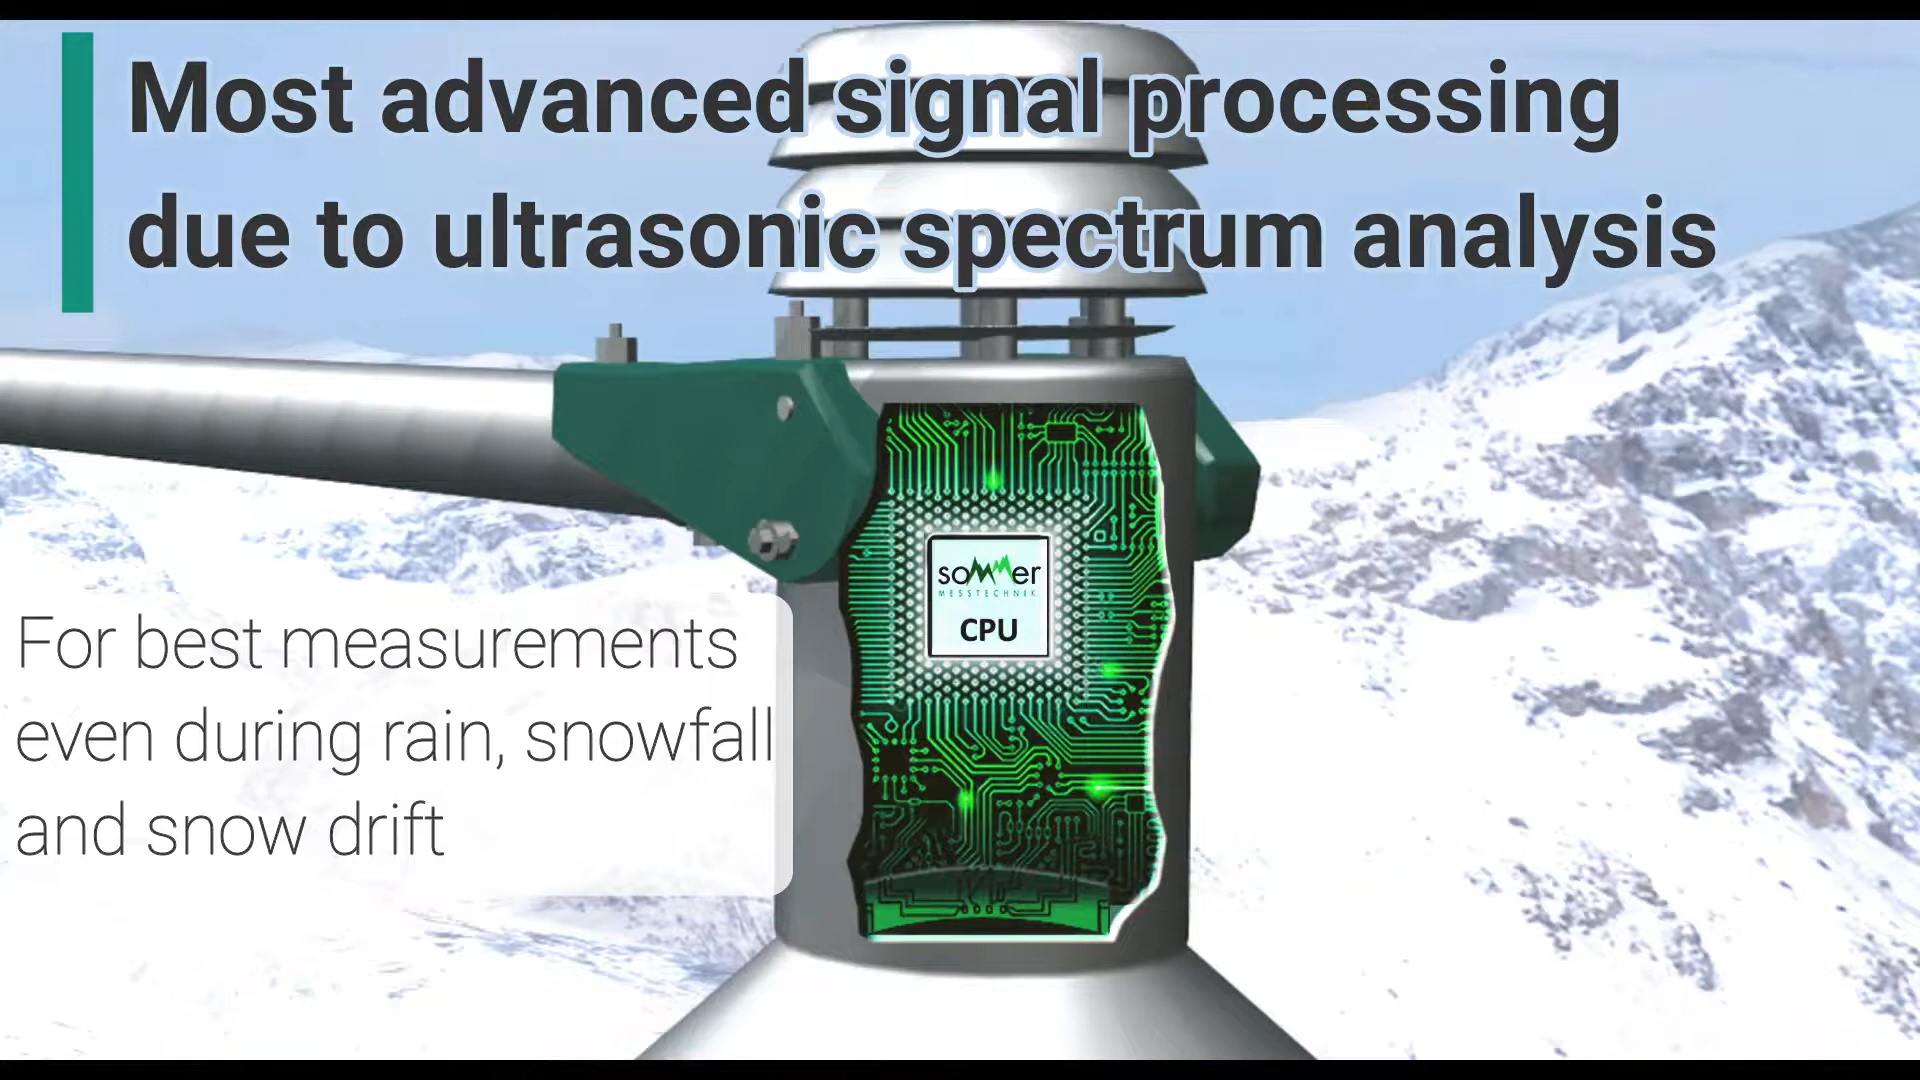 Most advanced signal processing
due to ultrasonic spectrum analysis
sommer
MESSTECHNIK
CPU
For best measurements
even during rain, snowfall
and snow drift